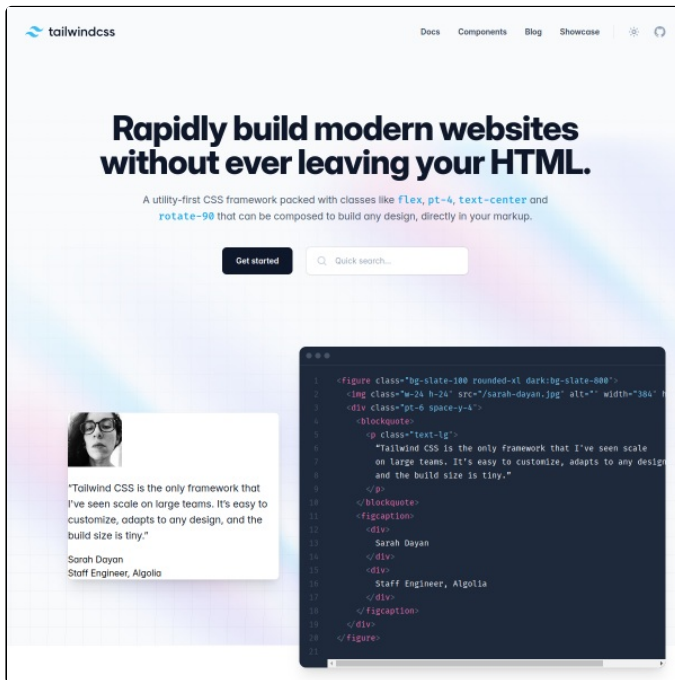 tailwindcss
Docs Components Blog Showcase
Rapidly build modern websites
without ever leaving your HTML.
A utility-first CSS framework packed with classes like flex, pt-4, text-center and
rotate-90 that can be composed to build any design, directly in your markup.
Get started
Quick search...
“Tailwind CSS is the only framework that
I've seen scale on large teams. It’s easy to
customize, adapts to any design, and the
build size is tiny.”
Sarah Dayan
Staff Engineer, Algolia
1 <figure class="bg-slate-100 rounded-xl dark:bg-slate-800">
2 <img class="w-24 h-24" src="/sarah-dayan.jpg" alt="" width="384" h
3 <div class="pt-6 space-y-4">
4 <blockquote>
5 <p class="text-lg">
6 “Tailwind CSS is the only framework that I've seen scale
7 on large teams. It's easy to customize, adapts to any design
8 and the build size is tiny.”
9 </p>
10 </blockquote>
11 <figcaption>
12 <div>
13 Sarah Dayan
14 </div>
15 <div>
16 Staff Engineer, Algolia
17 </div>
18 </figcaption>
19 </div>
20 </figure>
21